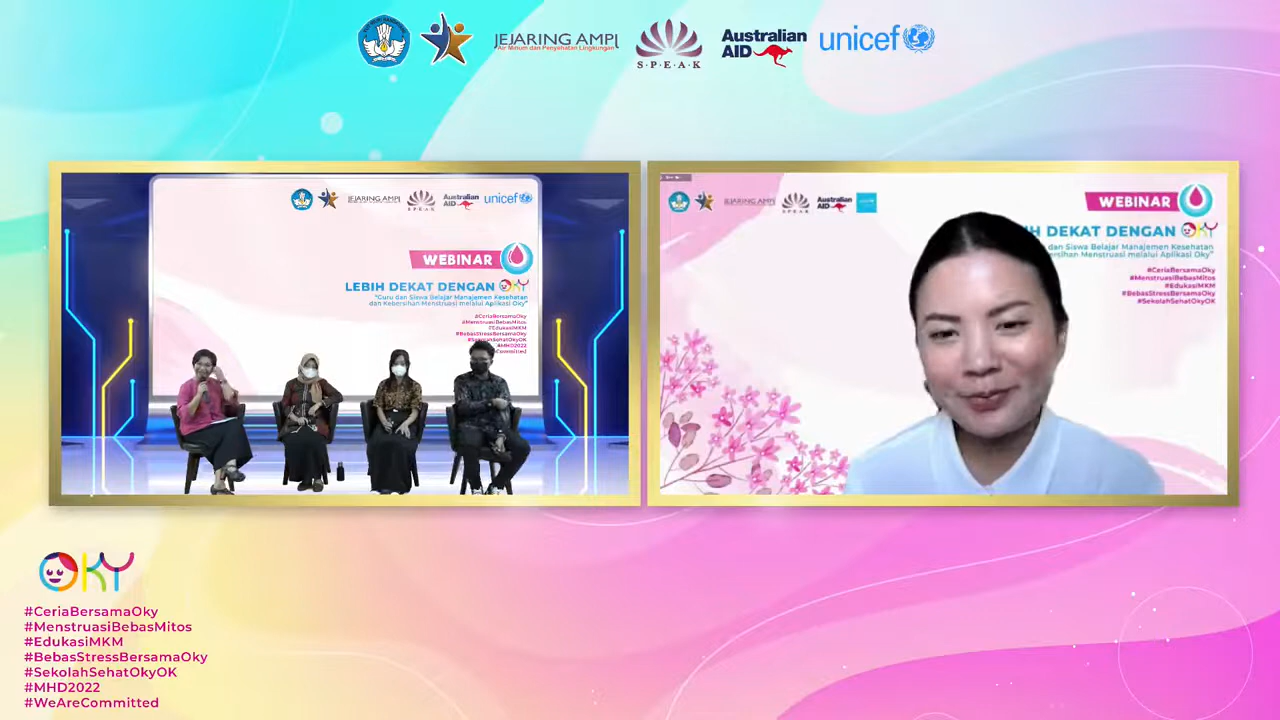 JEJARING AMPL
Air Minum dan Penyehatan Lingkungan
S·P·E·A·K
Australian
AID
unicef
JEJARING AMPL
SPEAK
Australian
AID
unicef
WEBINAR
LEBIH DEKAT DENGAN OKY
"Guru dan Siswa Belajar Manajemen Kesehatan
dan Kebersihan Menstruasi melalui Aplikasi Oky"
#CeriaBersamaOky
#MenstruasiBebasMitos
#EdukasiMKM
#BebasStressBersamaOky
#SekolahSehatOkyOK
#MHD2022
JEJARING AMPL
SPEAK
Australian
AID
WEBINAR
DEKAT DENGAN OKY
dan Siswa Belajar Manajemen Kesehatan
Menstruasi melalui Aplikasi Oky"
#CeriaBersamaOky
#MenstruasiBebasMitos
#EdukasiMKM
#BebasStressBersamaOky
#SekolahSehatOkyOK
OKY
#CeriaBersamaOky
#MenstruasiBebasMitos
#EdukasiMKM
#BebasStressBersamaOky
#SekolahSehatOkyOK
#MHD2022
#WeAreCommitted